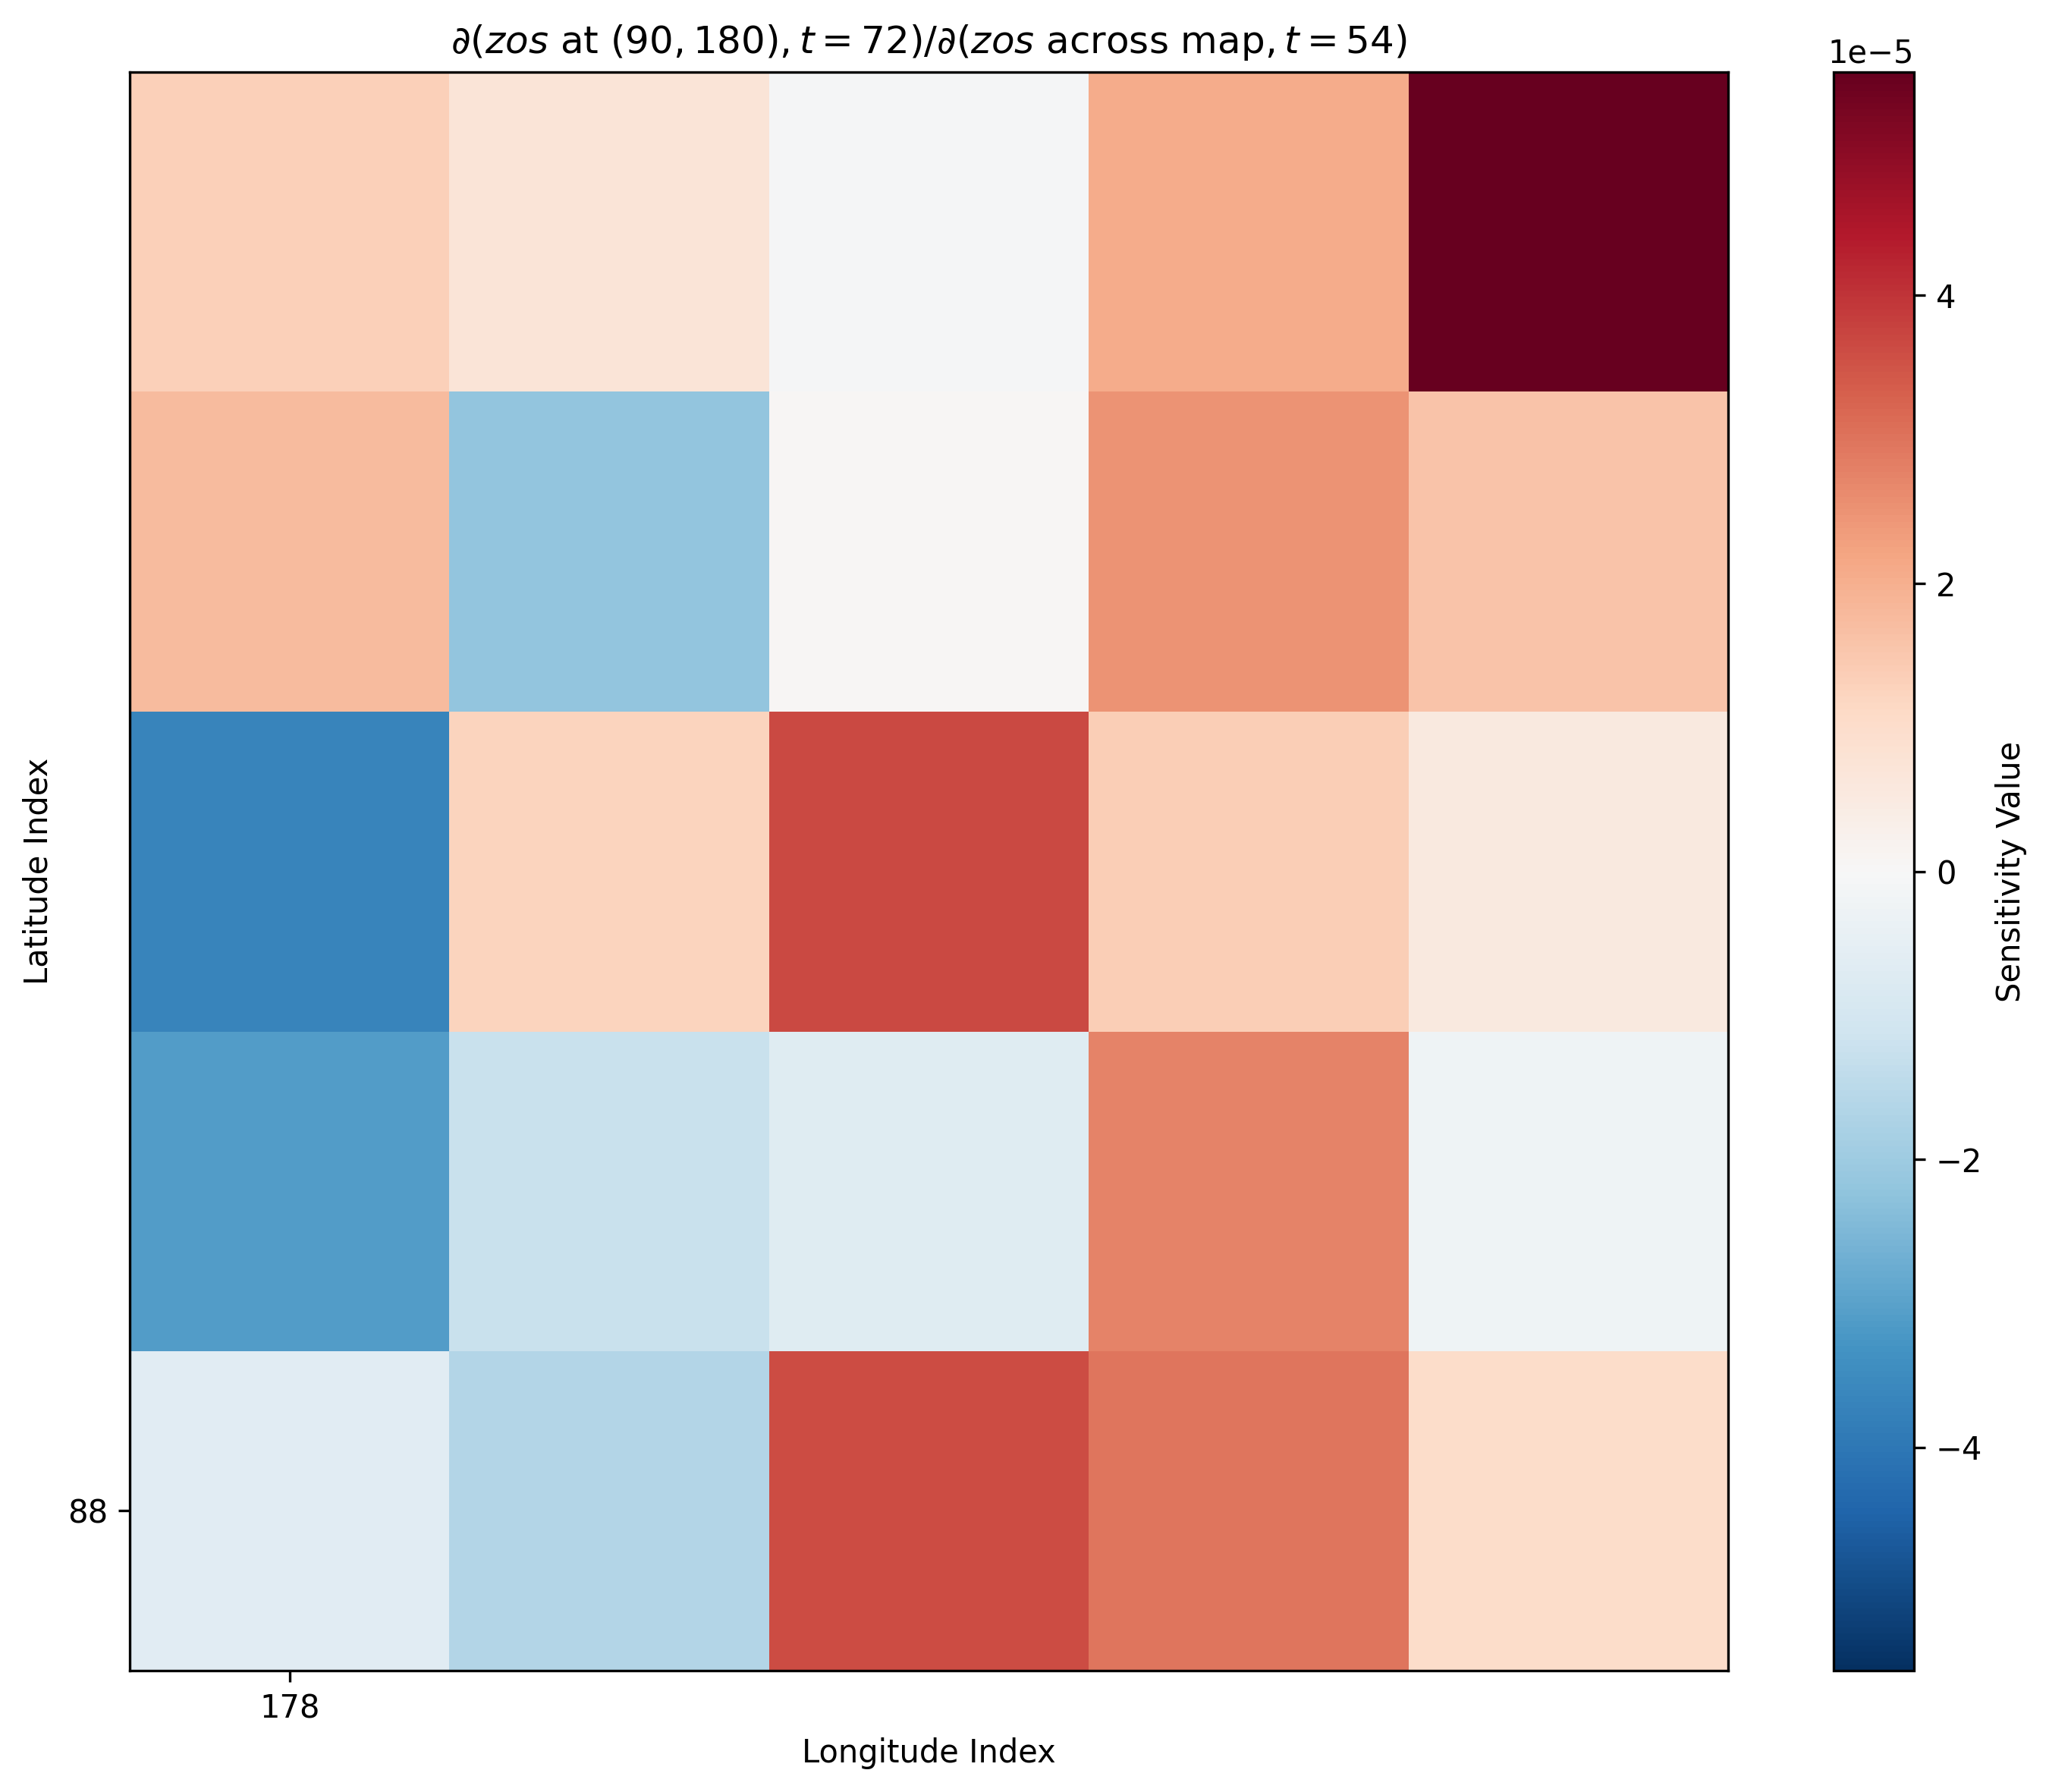 ∂(zos at (90, 180), t = 72)/∂(zos across map, t = 54)
1e−5
4
2
0
−2
−4
Sensitivity Value
Latitude Index
88
178
Longitude Index